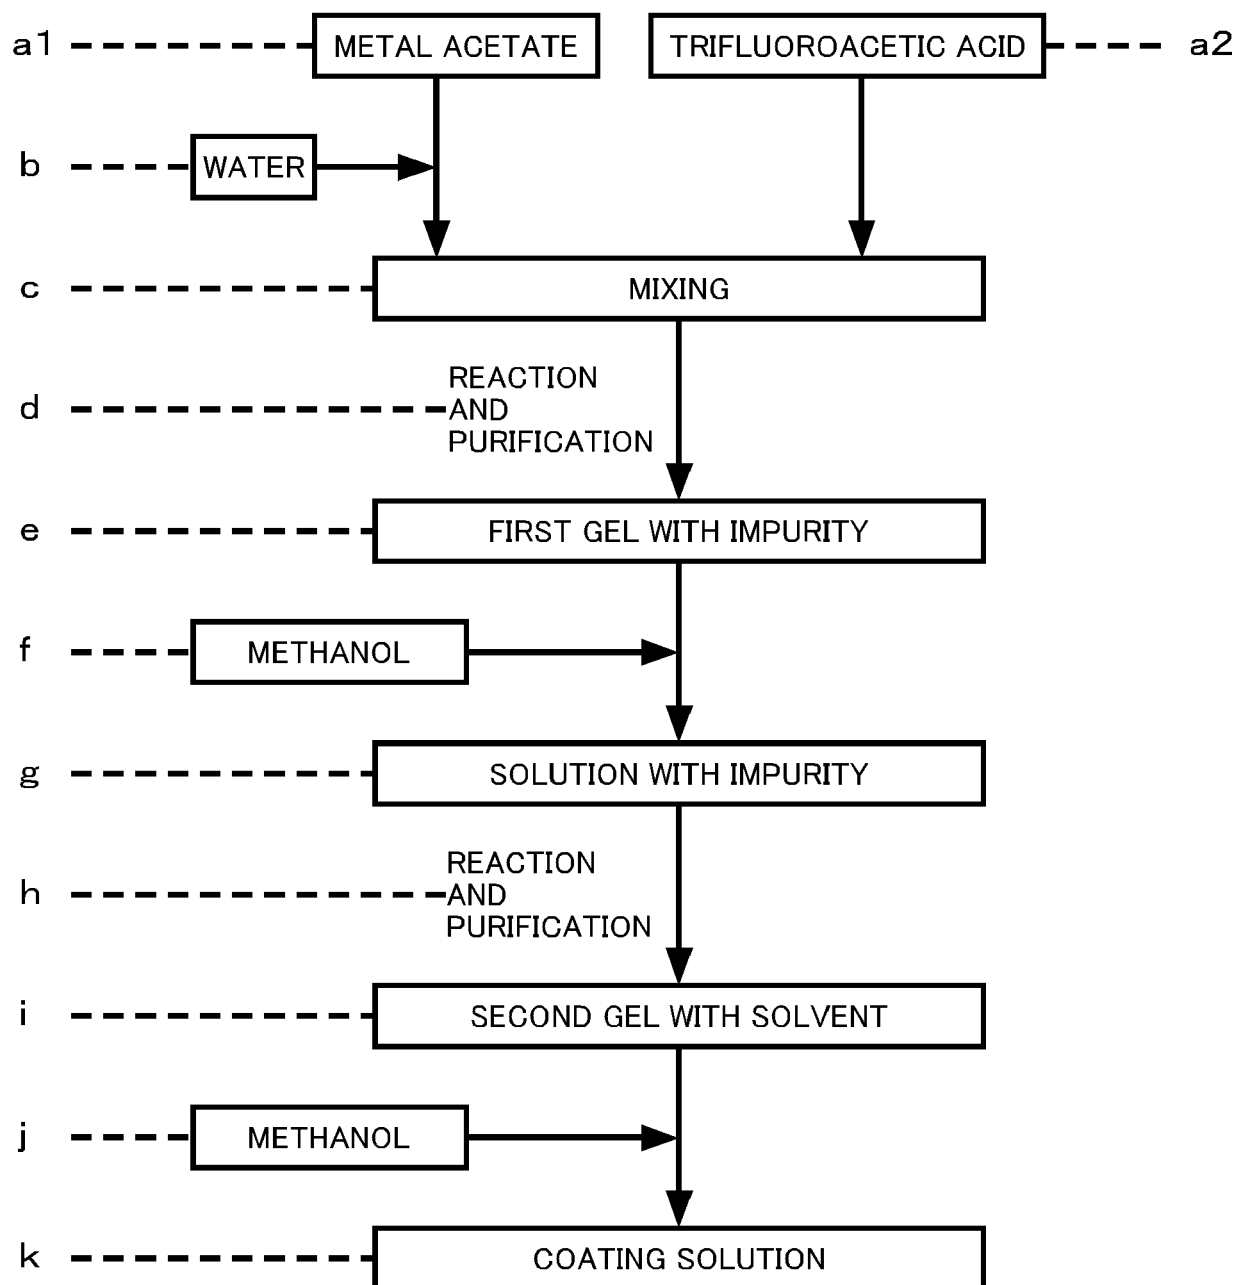 a1 METAL ACETATE TRIFLUOROACETIC ACID a2
b WATER
c MIXING
d REACTION
AND
PURIFICATION
e FIRST GEL WITH IMPURITY
f METHANOL
g SOLUTION WITH IMPURITY
h REACTION
AND
PURIFICATION
i SECOND GEL WITH SOLVENT
j METHANOL
k COATING SOLUTION